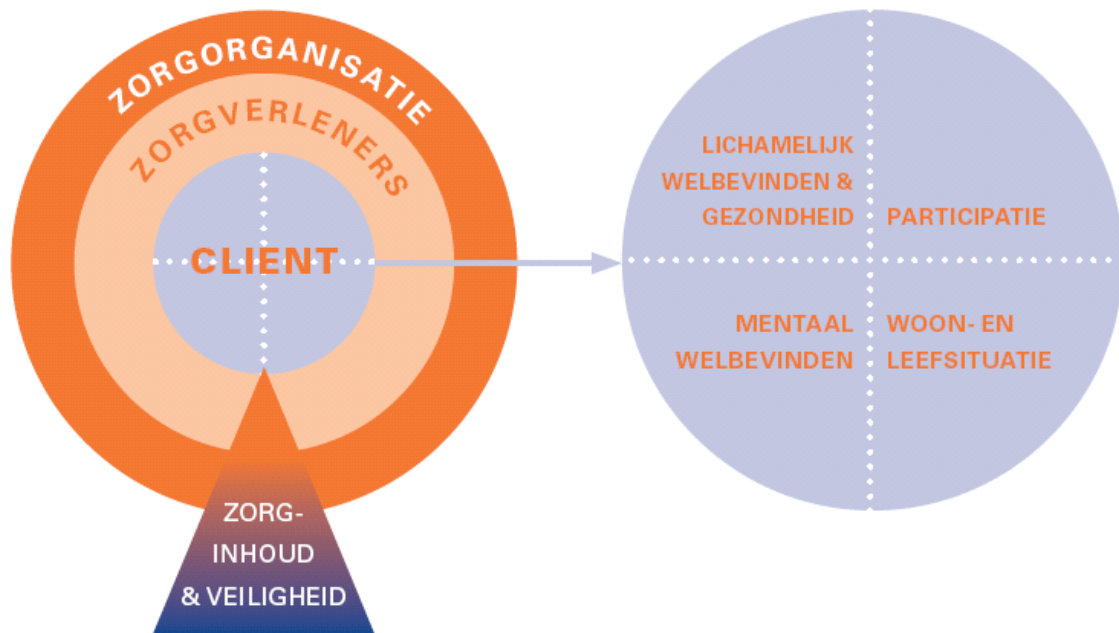 ZORGORGANISATIE
ZORGVERLENERS
CLIENT
ZORG-
INHOUD
& VEILIGHEID
LICHAMELIJK
WELBEVINDEN &
GEZONDHEID
PARTICIPATIE
MENTAAL
WELBEVINDEN
WOON- EN
LEEFSITUATIE